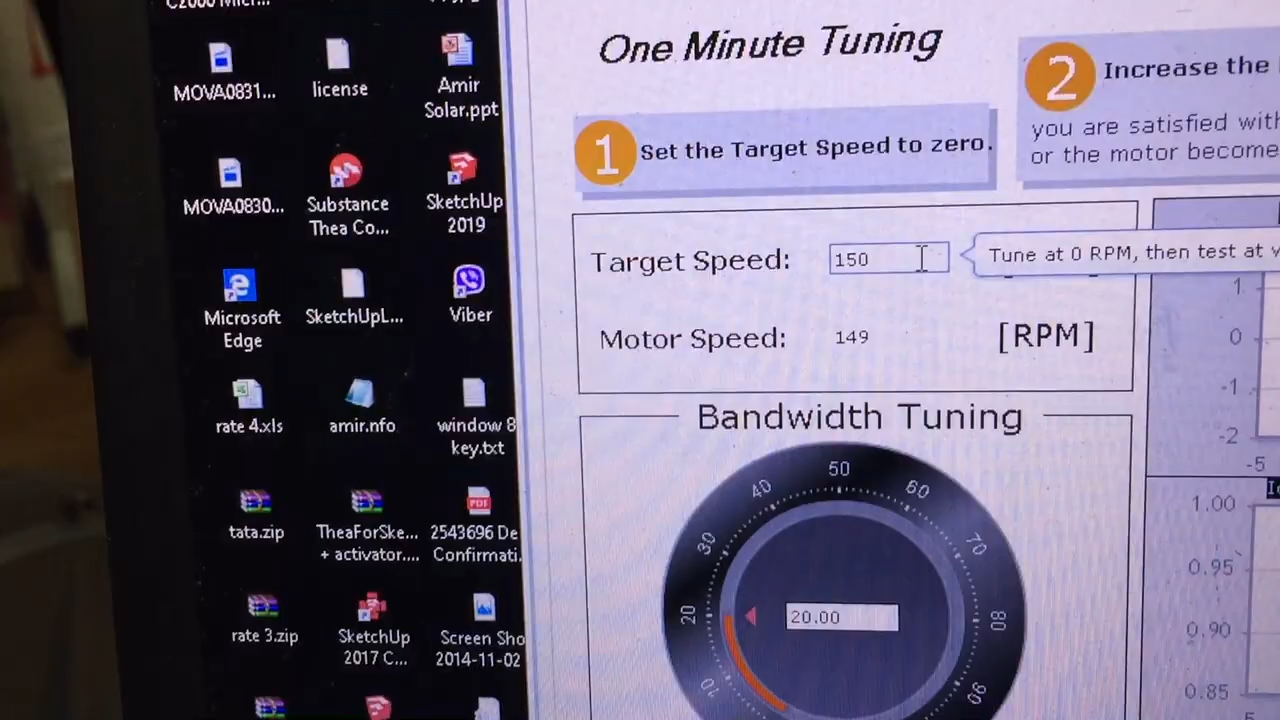 MOVA0831...
license
Amir
Solar.ppt
MOVA0830...
Substance
Thea Co...
SketchUp
2019
Microsoft
Edge
SketchUpL...
Viber
rate 4.xls
amir.nfo
window 8
key.txt
tata.zip
TheaForSke...
+ activator....
2543696 De
Confirmati.
rate 3.zip
SketchUp
2017 C...
Screen Sho
2014-11-02
One Minute Tuning
1 Set the Target Speed to zero.
2 Increase the
you are satisfied with
or the motor become
Target Speed: 150
Tune at 0 RPM, then test at v
Motor Speed: 149 [RPM]
Bandwidth Tuning
10 20 30 40 50 60 70 80 90
20.00
1
0
-1
-2
-5
1.00
0.95
0.90
0.85